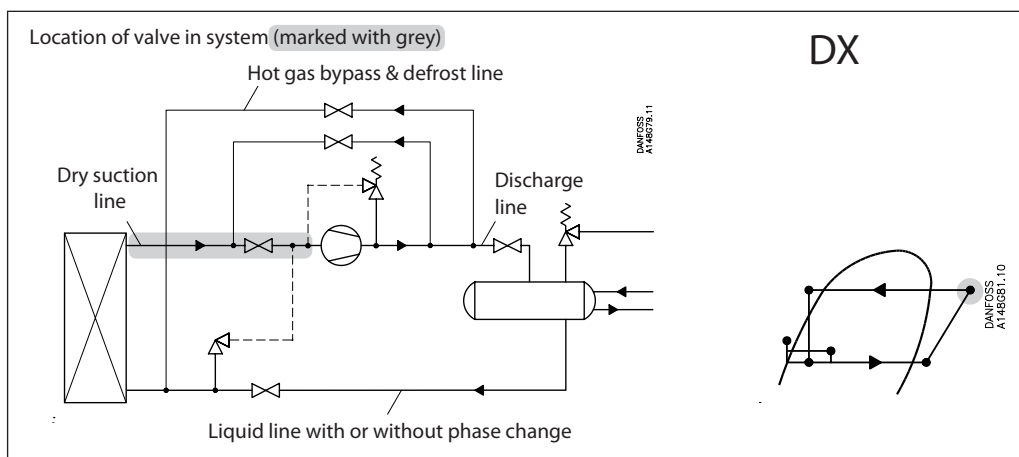 Location of valve in system (marked with grey)
DX
Hot gas bypass & defrost line
DANFOSS
A148G79.11
Dry suction
line
Discharge
line
DANFOSS
A148G81.10
Liquid line with or without phase change